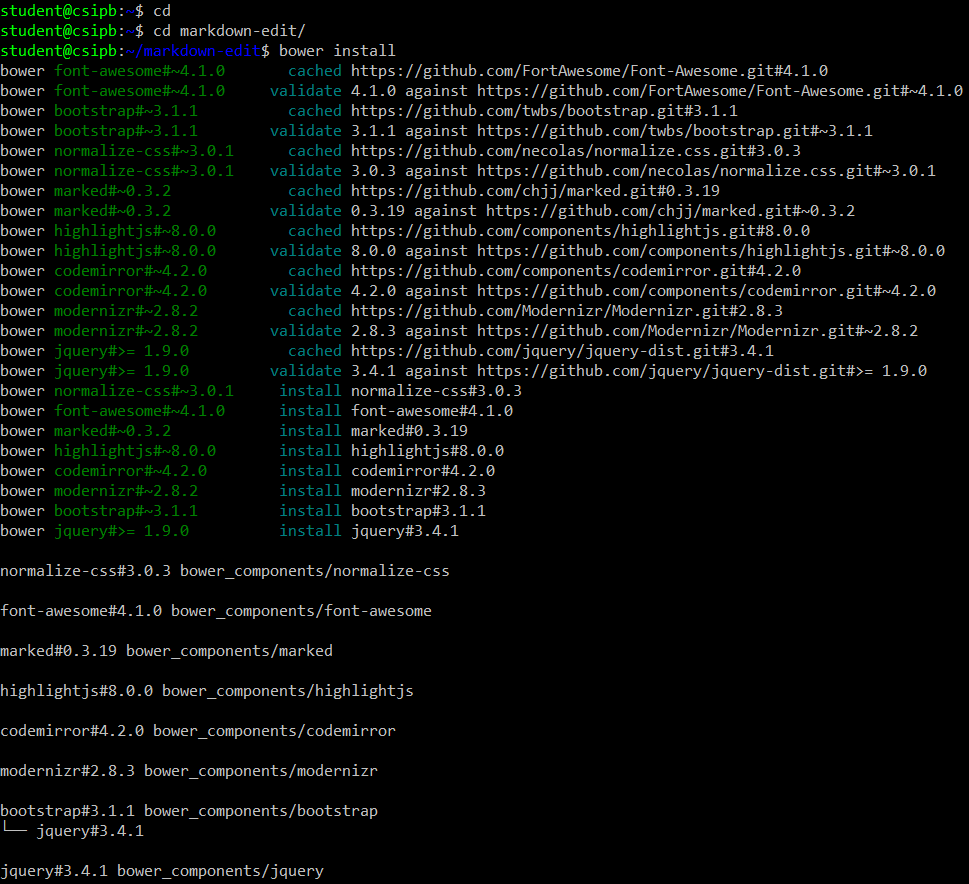 student@csipb:~$ cd
student@csipb:~$ cd markdown-edit/
student@csipb:~/markdown-edit$ bower install
bower font-awesome#~4.1.0       cached https://github.com/FortAwesome/Font-Awesome.git#4.1.0
bower font-awesome#~4.1.0     validate 4.1.0 against https://github.com/FortAwesome/Font-Awesome.git#~4.1.0
bower bootstrap#~3.1.1          cached https://github.com/twbs/bootstrap.git#3.1.1
bower bootstrap#~3.1.1        validate 3.1.1 against https://github.com/twbs/bootstrap.git#~3.1.1
bower normalize-css#~3.0.1      cached https://github.com/necolas/normalize.css.git#3.0.3
bower normalize-css#~3.0.1    validate 3.0.3 against https://github.com/necolas/normalize.css.git#~3.0.1
bower marked#~0.3.2             cached https://github.com/chjj/marked.git#0.3.19
bower marked#~0.3.2           validate 0.3.19 against https://github.com/chjj/marked.git#~0.3.2
bower highlightjs#~8.0.0        cached https://github.com/components/highlightjs.git#8.0.0
bower highlightjs#~8.0.0      validate 8.0.0 against https://github.com/components/highlightjs.git#~8.0.0
bower codemirror#~4.2.0         cached https://github.com/components/codemirror.git#4.2.0
bower codemirror#~4.2.0       validate 4.2.0 against https://github.com/components/codemirror.git#~4.2.0
bower modernizr#~2.8.2          cached https://github.com/Modernizr/Modernizr.git#2.8.3
bower modernizr#~2.8.2        validate 2.8.3 against https://github.com/Modernizr/Modernizr.git#~2.8.2
bower jquery#>= 1.9.0           cached https://github.com/jquery/jquery-dist.git#3.4.1
bower jquery#>= 1.9.0         validate 3.4.1 against https://github.com/jquery/jquery-dist.git#>= 1.9.0
bower normalize-css#~3.0.1     install normalize-css#3.0.3
bower font-awesome#~4.1.0      install font-awesome#4.1.0
bower marked#~0.3.2            install marked#0.3.19
bower highlightjs#~8.0.0       install highlightjs#8.0.0
bower codemirror#~4.2.0        install codemirror#4.2.0
bower modernizr#~2.8.2         install modernizr#2.8.3
bower bootstrap#~3.1.1         install bootstrap#3.1.1
bower jquery#>= 1.9.0          install jquery#3.4.1

normalize-css#3.0.3 bower_components/normalize-css

font-awesome#4.1.0 bower_components/font-awesome

marked#0.3.19 bower_components/marked

highlightjs#8.0.0 bower_components/highlightjs

codemirror#4.2.0 bower_components/codemirror

modernizr#2.8.3 bower_components/modernizr

bootstrap#3.1.1 bower_components/bootstrap
└── jquery#3.4.1

jquery#3.4.1 bower_components/jquery